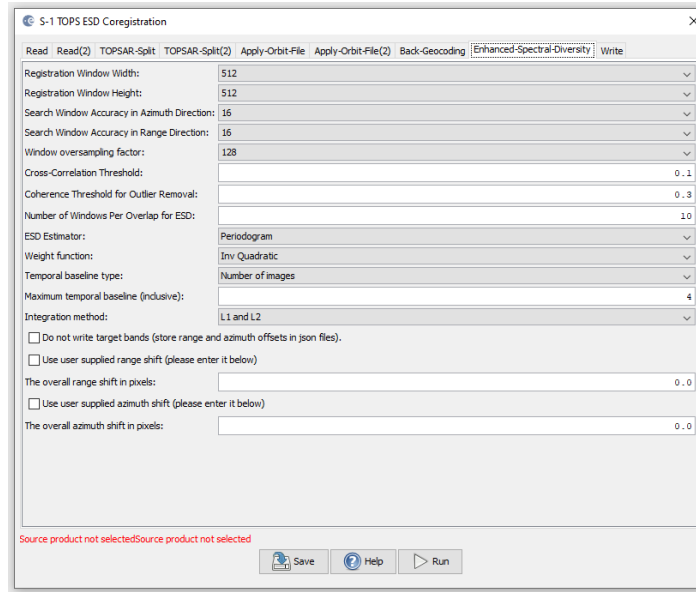 S-1 TOPS ESD Coregistration
Read Read(2) TOPSAR-Split TOPSAR-Split(2) Apply-Orbit-File Apply-Orbit-File(2) Back-Geocoding Enhanced-Spectral-Diversity Write
Registration Window Width: 512
Registration Window Height: 512
Search Window Accuracy in Azimuth Direction: 16
Search Window Accuracy in Range Direction: 16
Window oversampling factor: 128
Cross-Correlation Threshold: 0.1
Coherence Threshold for Outlier Removal: 0.3
Number of Windows Per Overlap for ESD: 10
ESD Estimator: Periodogram
Weight function: Inv Quadratic
Temporal baseline type: Number of images
Maximum temporal baseline (inclusive): 4
Integration method: L1 and L2
Do not write target bands (store range and azimuth offsets in json files).
Use user supplied range shift (please enter it below)
The overall range shift in pixels: 0.0
Use user supplied azimuth shift (please enter it below)
The overall azimuth shift in pixels: 0.0
Source product not selectedSource product not selected
Save Help Run